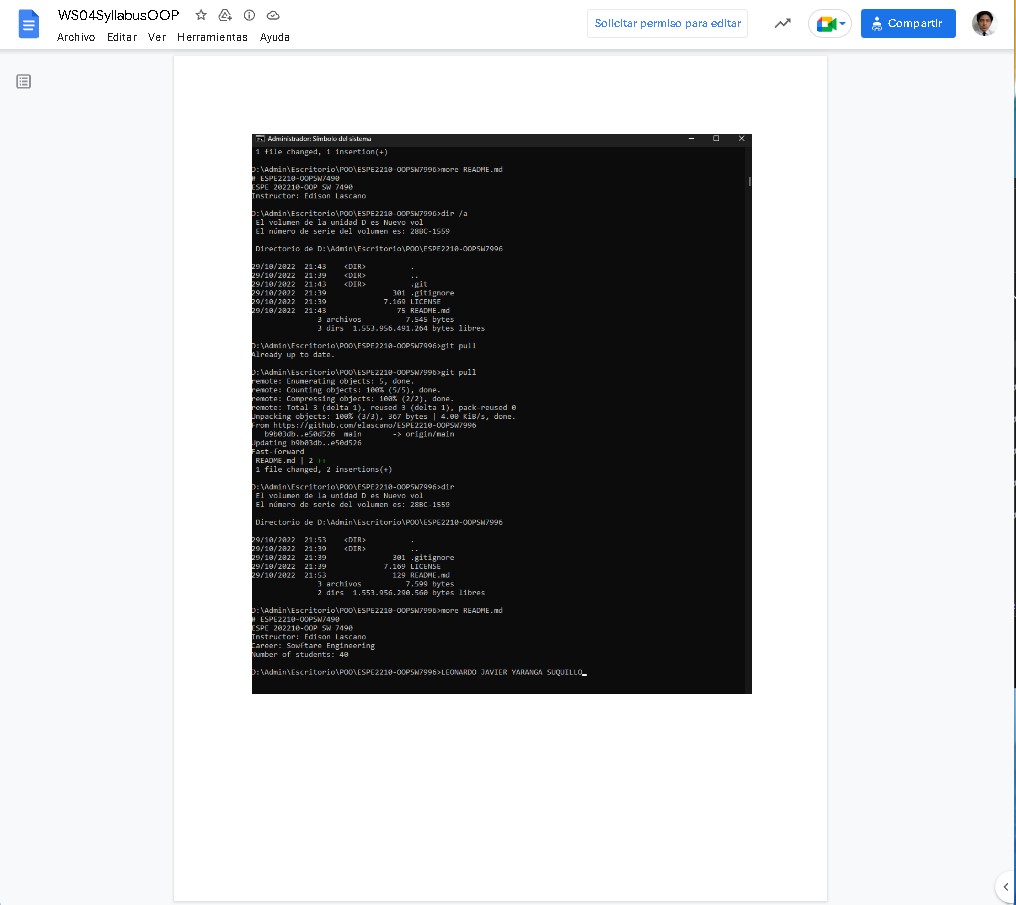 WS04SyllabusOOP
Archivo Editar Ver Herramientas Ayuda
Solicitar permiso para editar
Compartir
Administrador: Símbolo del sistema
1 file changed, 1 insertion(+)
D:\Admin\Escritorio\POO\ESPE2210-OOPSW7996>more README.md
# ESPE2210-OOPSW7490
ESPE 202210-OOP SW 7490
Instructor: Edison Lascano
D:\Admin\Escritorio\POO\ESPE2210-OOPSW7996>dir /a
El volumen de la unidad D es Nuevo vol
El número de serie del volumen es: 28BC-1559
Directorio de D:\Admin\Escritorio\POO\ESPE2210-OOPSW7996
29/10/2022 21:43 <DIR> .
29/10/2022 21:39 <DIR> ..
29/10/2022 21:43 <DIR> .git
29/10/2022 21:39 301 .gitignore
29/10/2022 21:39 7.169 LICENSE
29/10/2022 21:43 75 README.md
3 archivos 7.545 bytes
3 dirs 1.553.956.491.264 bytes libres
D:\Admin\Escritorio\POO\ESPE2210-OOPSW7996>git pull
Already up to date.
D:\Admin\Escritorio\POO\ESPE2210-OOPSW7996>git pull
remote: Enumerating objects: 5, done.
remote: Counting objects: 100% (5/5), done.
remote: Compressing objects: 100% (2/2), done.
remote: Total 3 (delta 1), reused 3 (delta 1), pack-reused 0
Unpacking objects: 100% (3/3), 367 bytes | 4.00 KiB/s, done.
From https://github.com/elascano/ESPE2210-OOPSW7996
b9b03db..e50d526 main -> origin/main
Updating b9b03db..e50d526
Fast-forward
README.md | 2 ++
1 file changed, 2 insertions(+)
D:\Admin\Escritorio\POO\ESPE2210-OOPSW7996>dir
El volumen de la unidad D es Nuevo vol
El número de serie del volumen es: 28BC-1559
Directorio de D:\Admin\Escritorio\POO\ESPE2210-OOPSW7996
29/10/2022 21:53 <DIR> .
29/10/2022 21:39 <DIR> ..
29/10/2022 21:39 301 .gitignore
29/10/2022 21:39 7.169 LICENSE
29/10/2022 21:53 129 README.md
3 archivos 7.599 bytes
2 dirs 1.553.956.290.560 bytes libres
D:\Admin\Escritorio\POO\ESPE2210-OOPSW7996>more README.md
# ESPE2210-OOPSW7490
ESPE 202210-OOP SW 7490
Instructor: Edison Lascano
Career: Sowftare Engineering
Number of students: 40
D:\Admin\Escritorio\POO\ESPE2210-OOPSW7996>LEONARDO JAVIER YARANGA SUQUILLO_